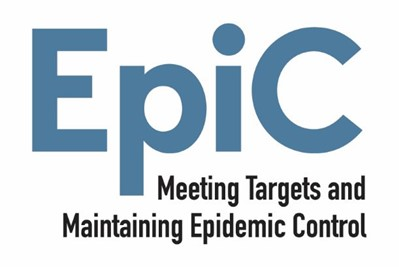 EpiC
Meeting Targets and
Maintaining Epidemic Control